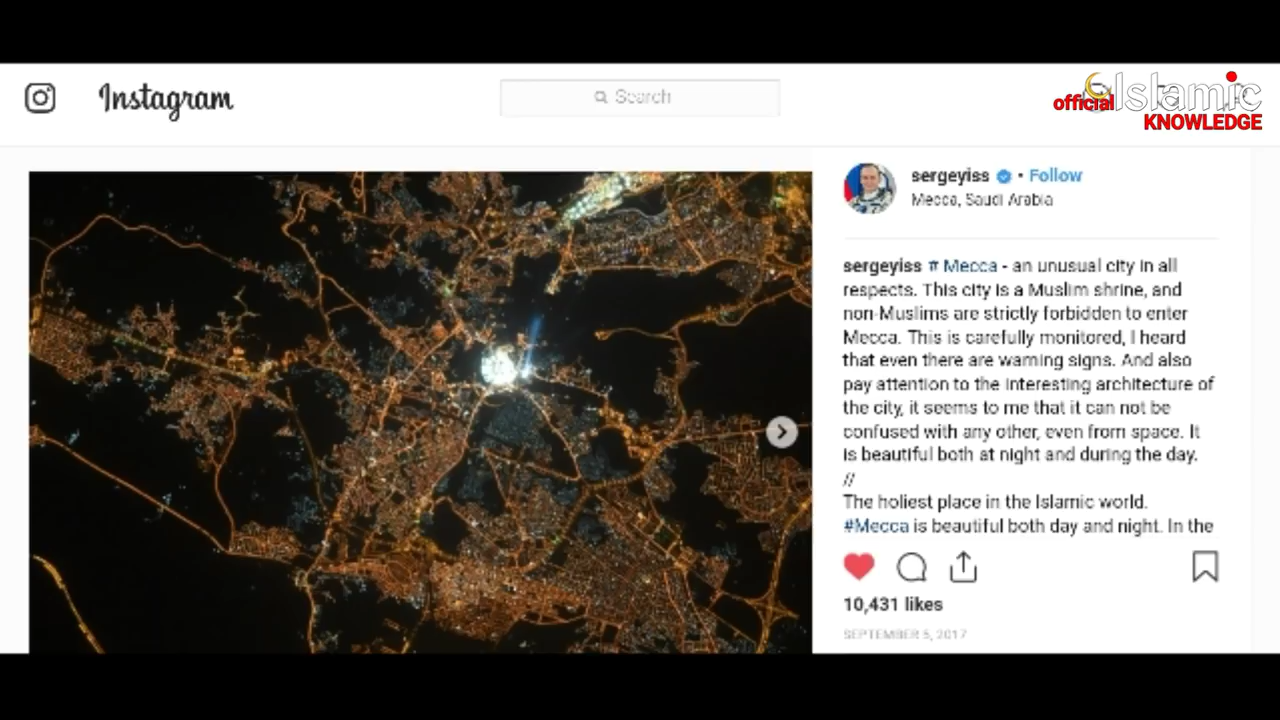 Instagram
Search
official Islamic
KNOWLEDGE
sergeyiss • Follow
Mecca, Saudi Arabia
sergeyiss # Mecca - an unusual city in all
respects. This city is a Muslim shrine, and
non-Muslims are strictly forbidden to enter
Mecca. This is carefully monitored, I heard
that even there are warning signs. And also
pay attention to the interesting architecture of
the city, it seems to me that it can not be
confused with any other, even from space. It
is beautiful both at night and during the day.
//
The holiest place in the Islamic world.
#Mecca is beautiful both day and night. In the
10,431 likes
SEPTEMBER 5, 2017